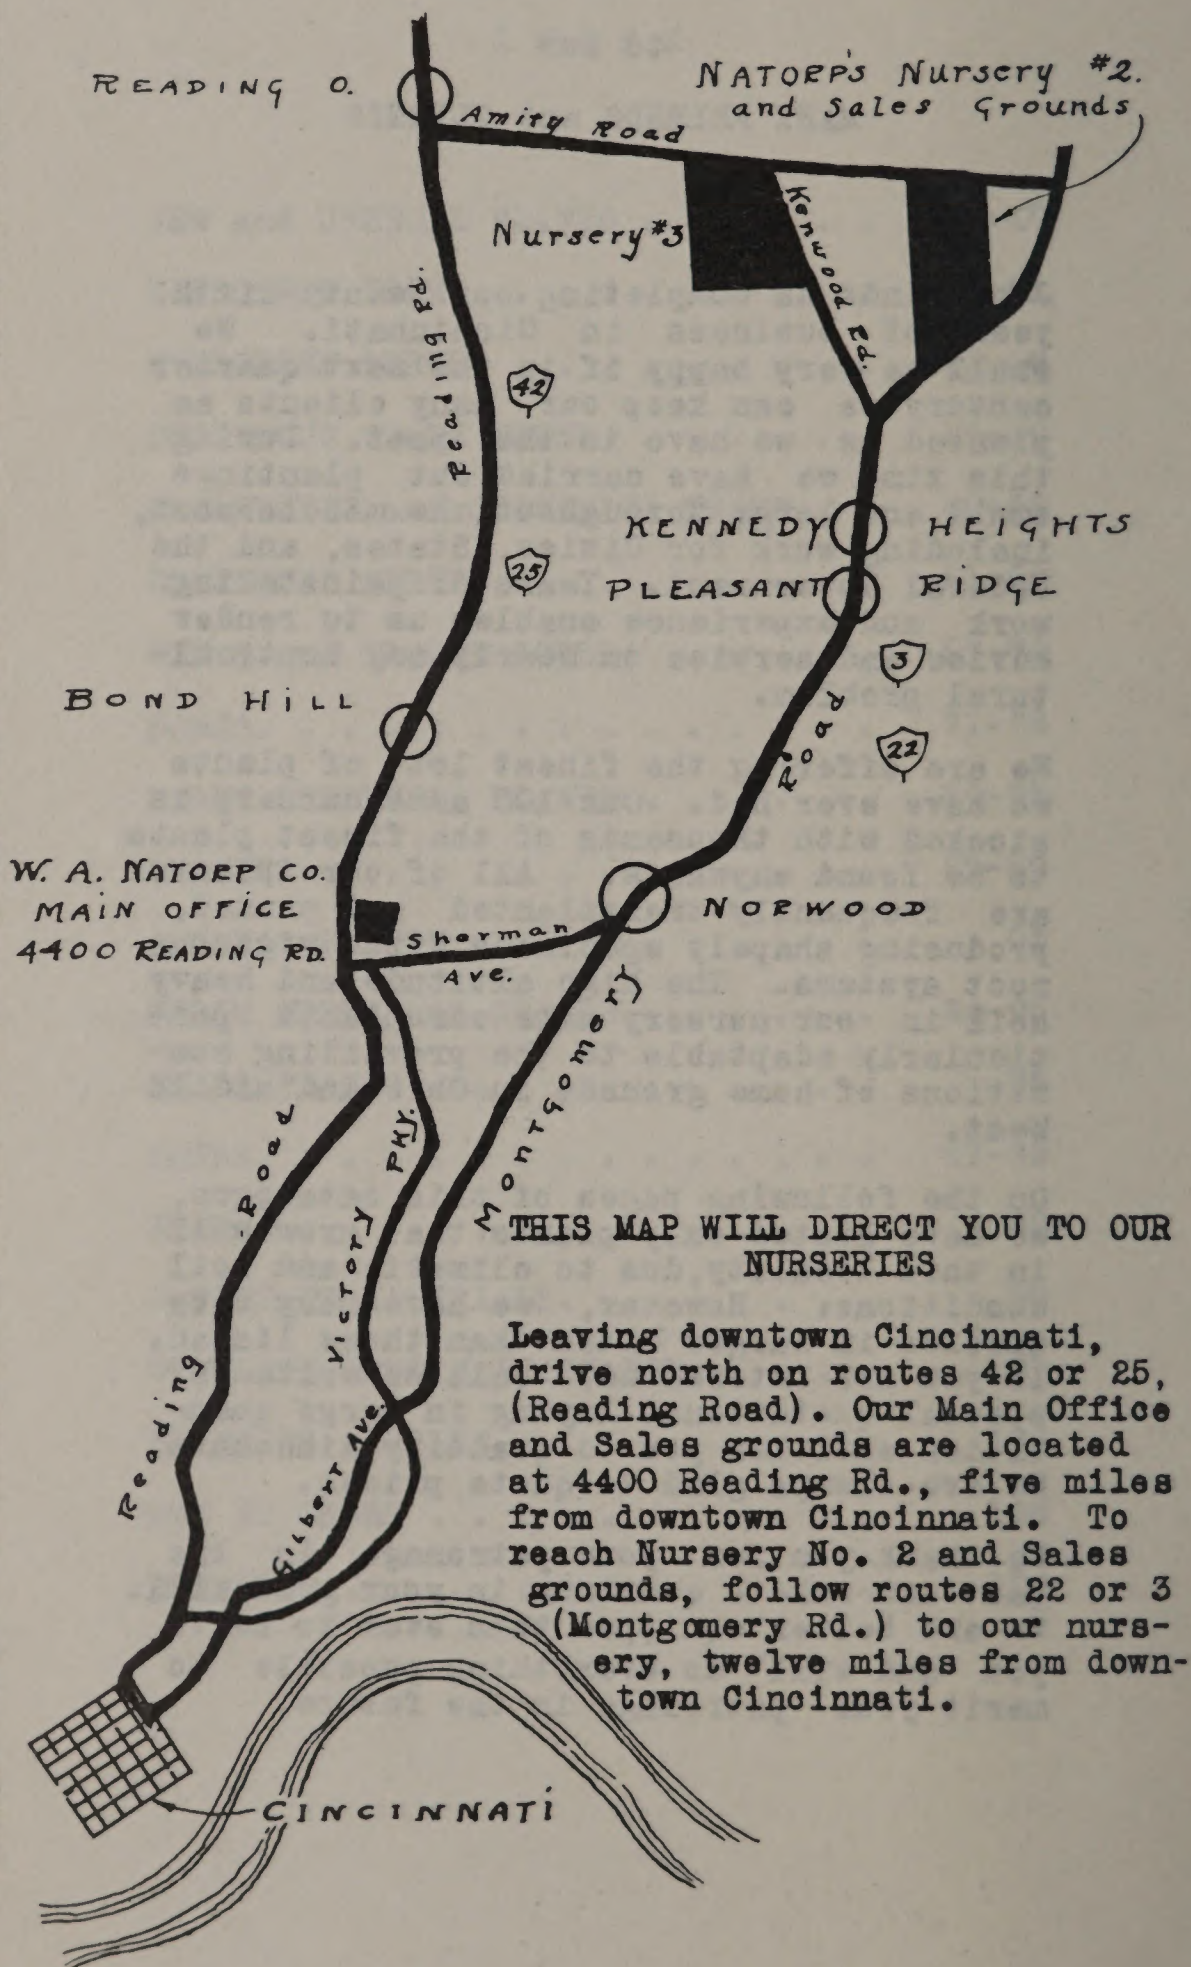 READING O.
NATORP'S Nursery #2.
and Sales Grounds
Amity Road
Kenwood Rd.
Nursery #3
Reading Rd.
42
KENNEDY HEIGHTS
25
PLEASANT RIDGE
3
BOND HILL
22
Road
W. A. NATORP CO.
MAIN OFFICE
4400 READING RD.
NORWOOD
Sherman
Ave.
Montgomery
Reading Road
Victory PKY.
THIS MAP WILL DIRECT YOU TO OUR
NURSERIES
Leaving downtown Cincinnati,
drive north on routes 42 or 25,
(Reading Road). Our Main Office
and Sales grounds are located
at 4400 Reading Rd., five miles
from downtown Cincinnati. To
reach Nursery No. 2 and Sales
grounds, follow routes 22 or 3
(Montgomery Rd.) to our nurs-
ery, twelve miles from down-
town Cincinnati.
Gilbert Ave.
CINCINNATI